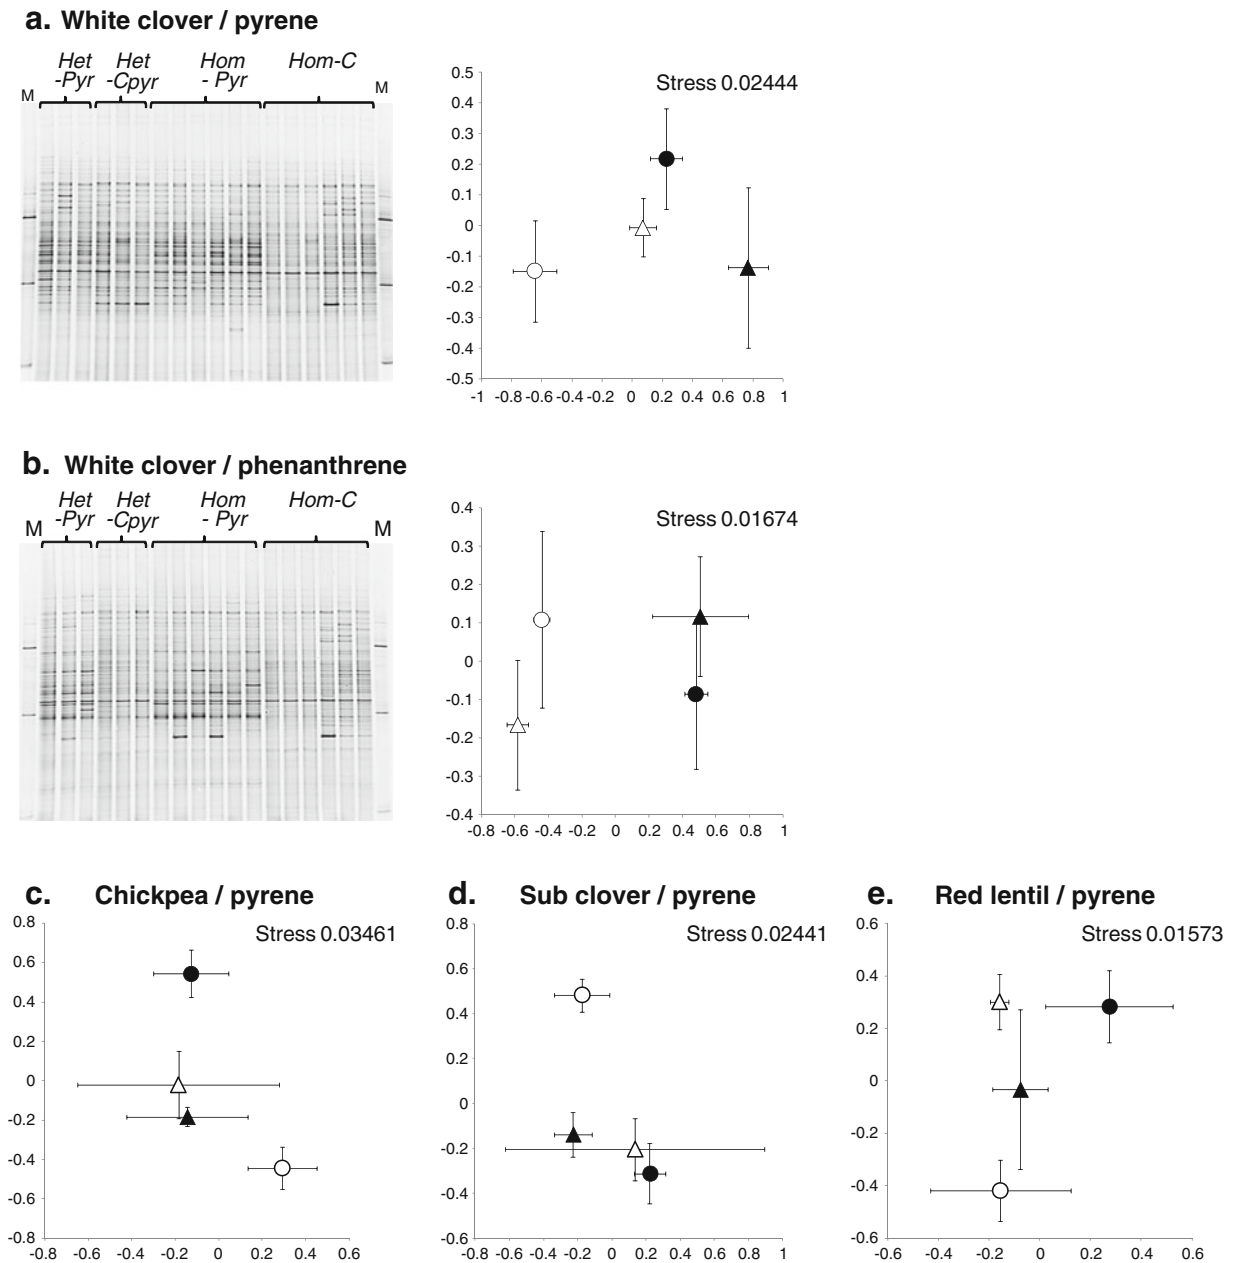 a. White clover / pyrene
Het Het Hom Hom-C
-Pyr -Cpyr - Pyr
M M
Stress 0.02444
0.5
0.4
0.3
0.2
0.1
0
-0.1
-0.2
-0.3
-0.4
-0.5
-1 -0.8 -0.6 -0.4 -0.2 0 0.2 0.4 0.6 0.8 1
b. White clover / phenanthrene
Het Het Hom Hom-C
-Pyr -Cpyr - Pyr
M M
Stress 0.01674
0.4
0.3
0.2
0.1
0
-0.1
-0.2
-0.3
-0.4
-0.8 -0.6 -0.4 -0.2 0 0.2 0.4 0.6 0.8 1
c. Chickpea / pyrene
Stress 0.03461
0.8
0.6
0.4
0.2
0
-0.2
-0.4
-0.6
-0.8
-0.8 -0.6 -0.4 -0.2 0 0.2 0.4 0.6
d. Sub clover / pyrene
Stress 0.02441
0.8
0.6
0.4
0.2
0
-0.2
-0.4
-0.6
-0.8 -0.6 -0.4 -0.2 0 0.2 0.4 0.6 0.8 1
e. Red lentil / pyrene
Stress 0.01573
0.6
0.4
0.2
0
-0.2
-0.4
-0.6
-0.6 -0.4 -0.2 0 0.2 0.4 0.6